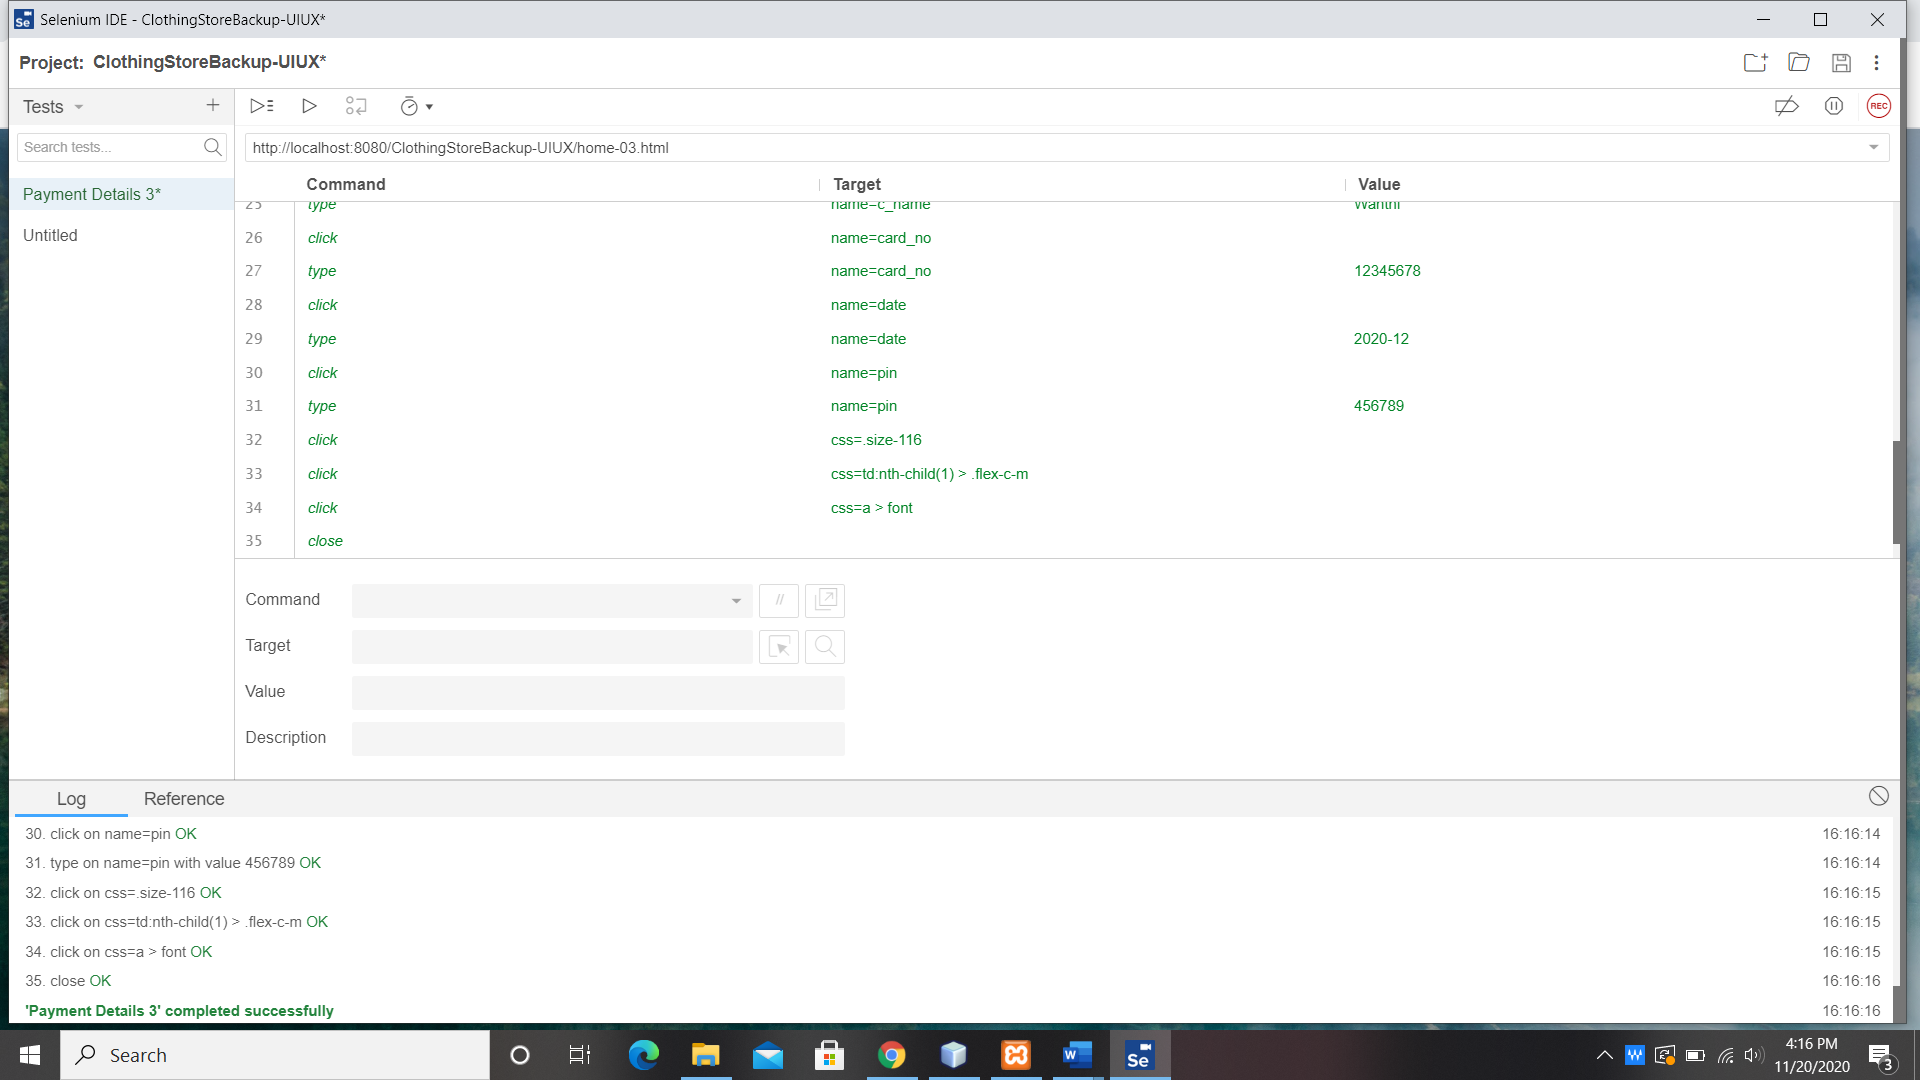 Selenium IDE - ClothingStoreBackup-UIUX*
Project: ClothingStoreBackup-UIUX*
Tests
REC
Search tests...
http://localhost:8080/ClothingStoreBackup-UIUX/home-03.html
Command Target Value
Payment Details 3*
Untitled
25 type name=c_name
26 click name=card_no
27 type name=card_no 12345678
28 click name=date
29 type name=date 2020-12
30 click name=pin
31 type name=pin 456789
32 click css=.size-116
33 click css=td:nth-child(1) > .flex-c-m
34 click css=a > font
35 close
Command //
Target
Value
Description
Log Reference
30. click on name=pin OK 16:16:14
31. type on name=pin with value 456789 OK 16:16:14
32. click on css=.size-116 OK 16:16:15
33. click on css=td:nth-child(1) > .flex-c-m OK 16:16:15
34. click on css=a > font OK 16:16:15
35. close OK 16:16:16
'Payment Details 3' completed successfully 16:16:16
Search
4:16 PM
11/20/2020
3